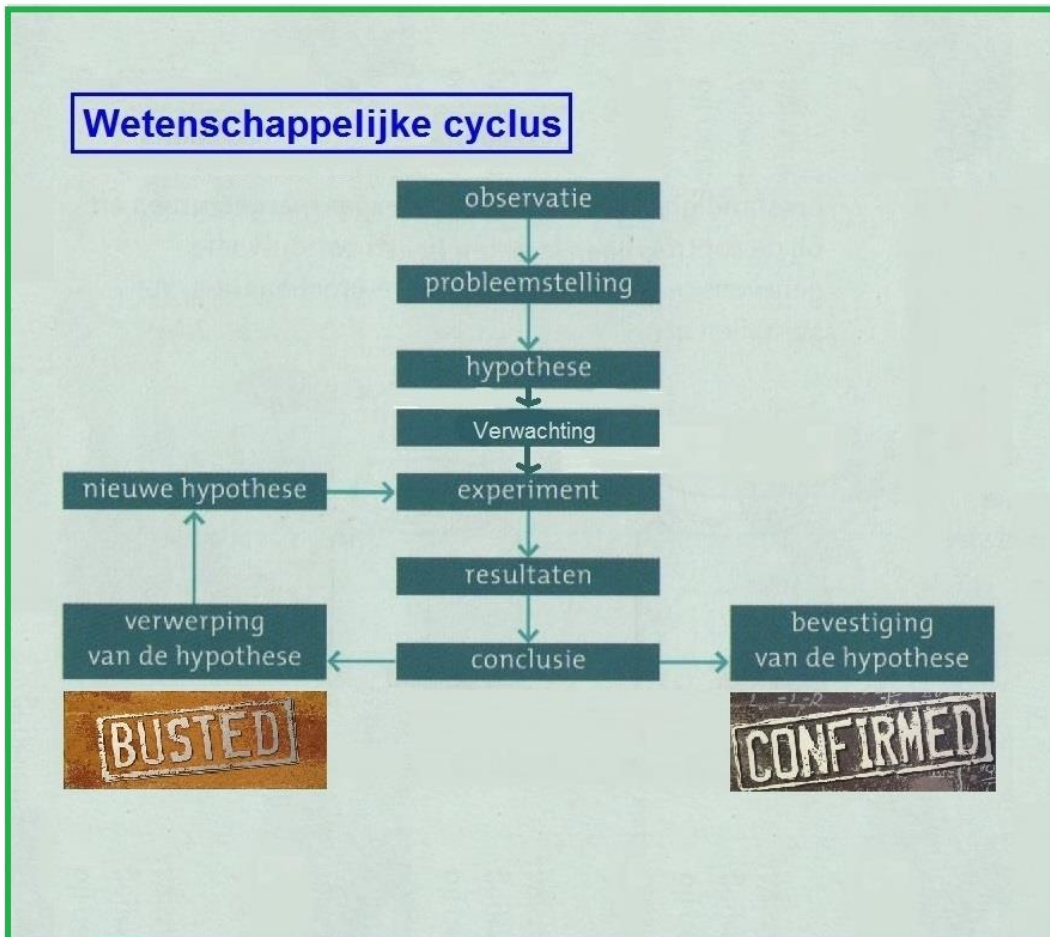 Wetenschappelijke cyclus
observatie
probleemstelling
hypothese
Verwachting
nieuwe hypothese
experiment
resultaten
verwerping
van de hypothese
conclusie
bevestiging
van de hypothese
BUSTED
CONFIRMED